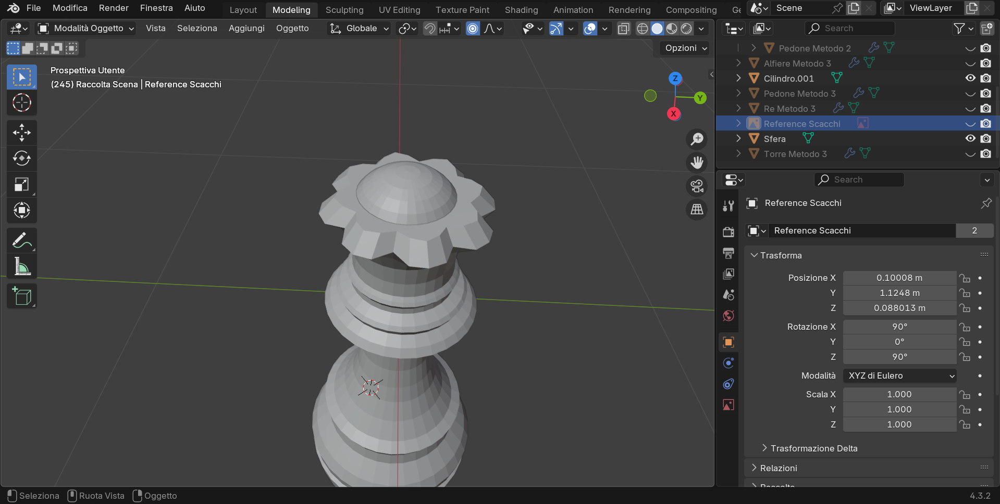 File Modifica Render Finestra Aiuto Layout Modeling Sculpting UV Editing Texture Paint Shading Animation Rendering Compositing Ge Scene ViewLayer
Modalità Oggetto Vista Seleziona Aggiungi Oggetto Globale
Opzioni
Prospettiva Utente
(245) Raccolta Scena | Reference Scacchi
Z
Y
X
Search
Pedone Metodo 2
Alfiere Metodo 3
Cilindro.001
Pedone Metodo 3
Re Metodo 3
Reference Scacchi
Sfera
Torre Metodo 3
Search
Reference Scacchi
Reference Scacchi 2
Trasforma
Posizione X 0.10008 m
Y 1.1248 m
Z 0.088013 m
Rotazione X 90°
Y 0°
Z 90°
Modalità XYZ di Eulero
Scala X 1.000
Y 1.000
Z 1.000
Trasformazione Delta
Relazioni
Seleziona Ruota Vista Oggetto 4.3.2